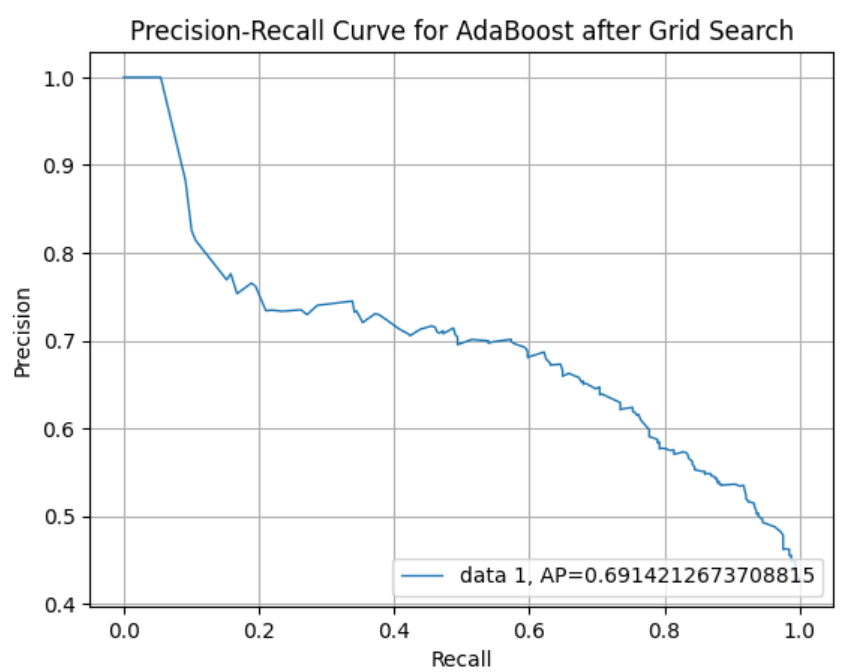 Precision-Recall Curve for AdaBoost after Grid Search
1.0
0.9
0.8
0.7
0.6
0.5
0.4
Precision
data 1, AP=0.6914212673708815
0.0 0.2 0.4 0.6 0.8 1.0
Recall